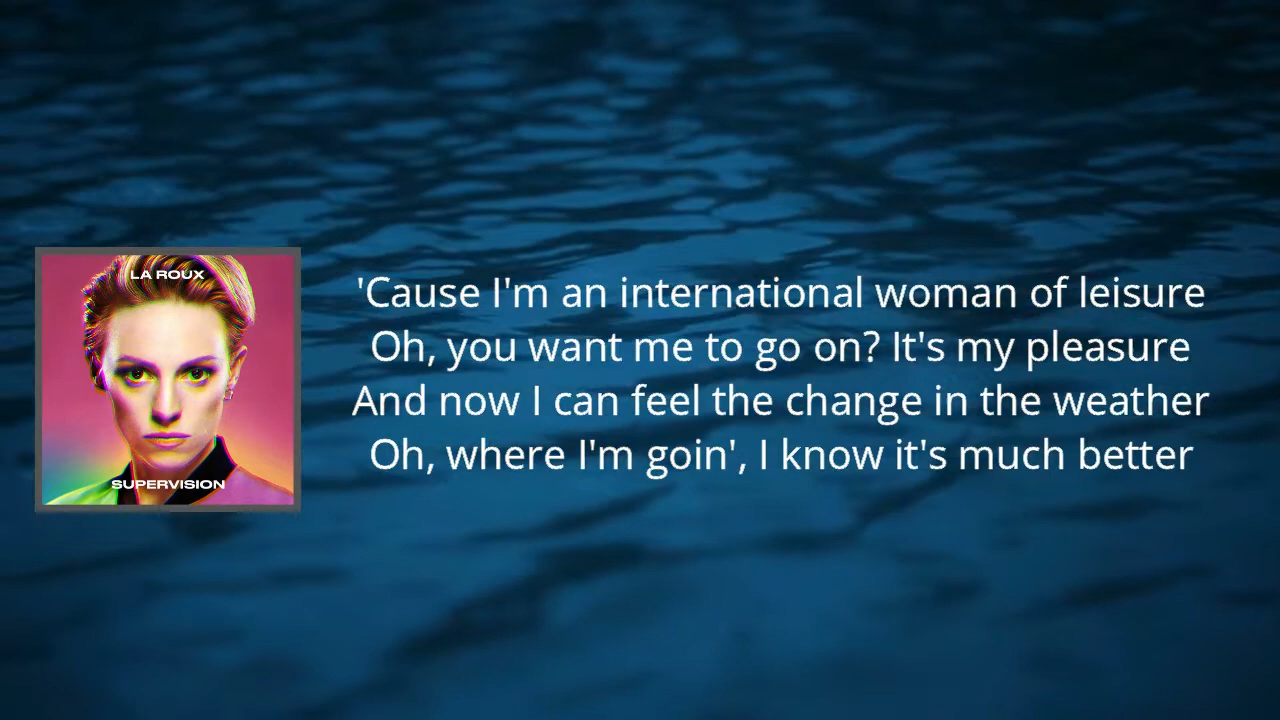 LA ROUX
SUPERVISION
'Cause I'm an international woman of leisure
Oh, you want me to go on? It's my pleasure
And now I can feel the change in the weather
Oh, where I'm goin', I know it's much better